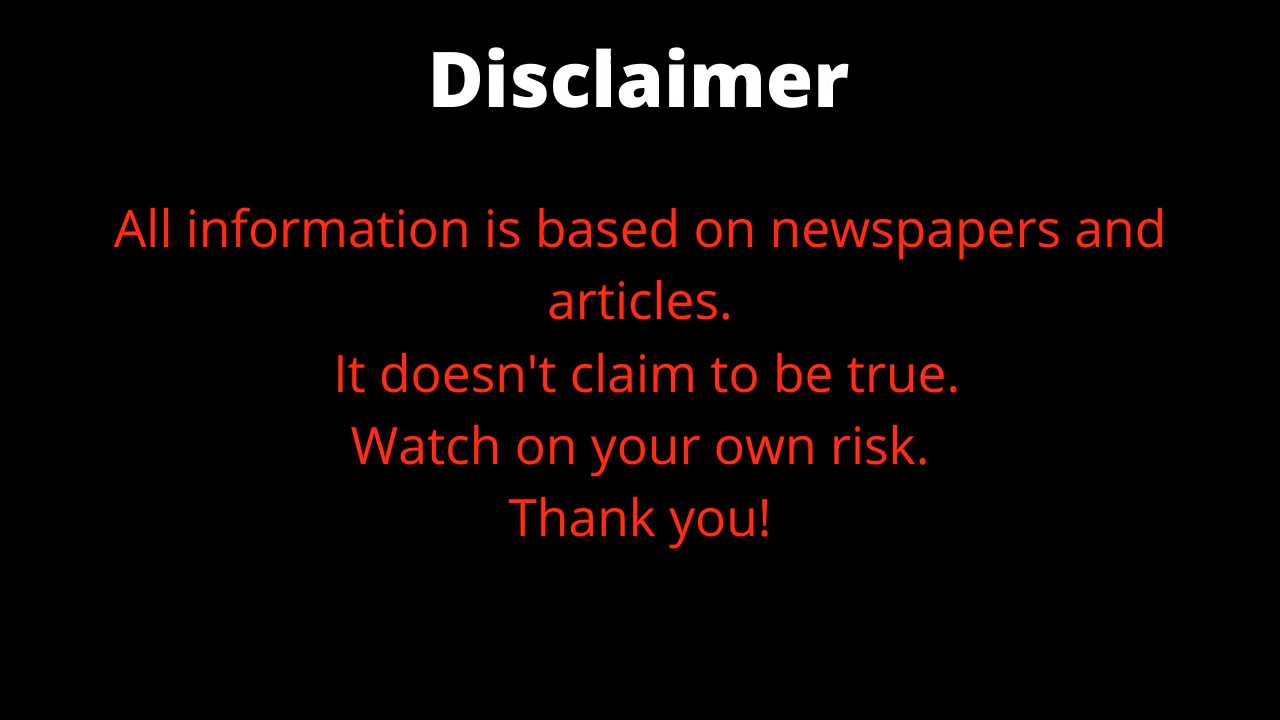 Disclaimer
All information is based on newspapers and
articles.
It doesn't claim to be true.
Watch on your own risk.
Thank you!